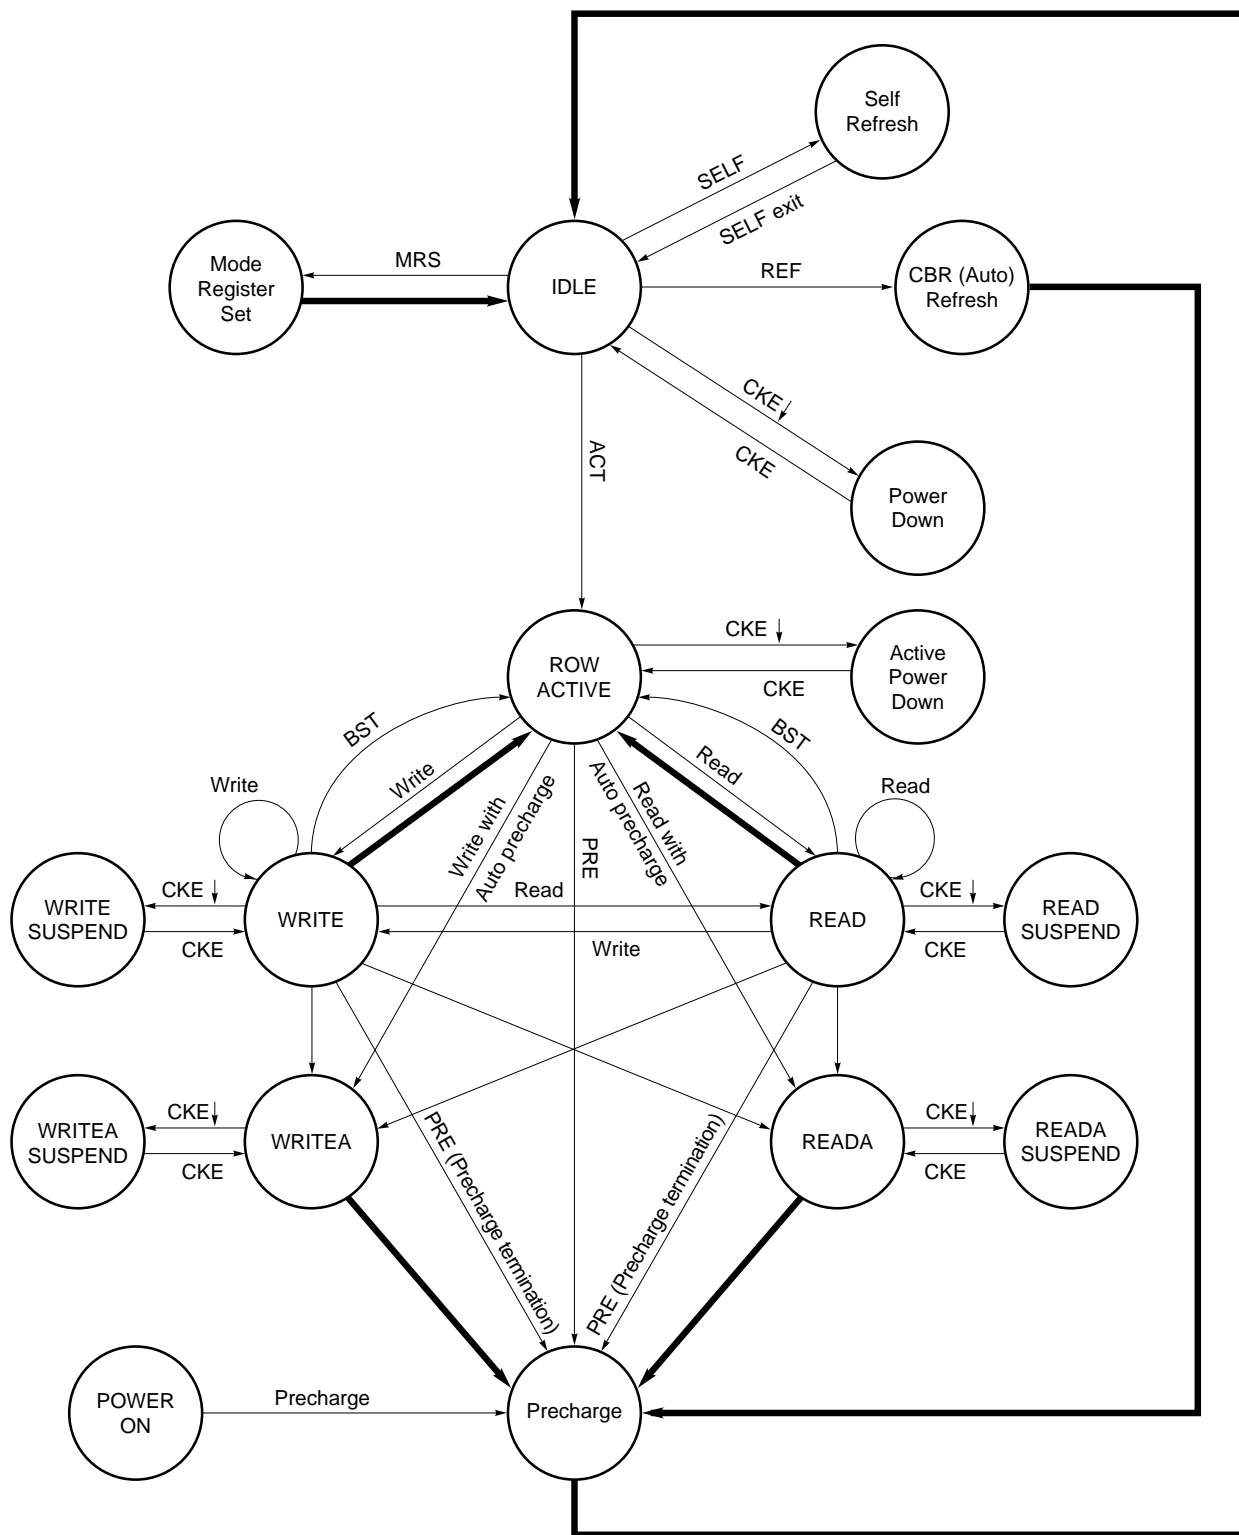 Self
Refresh
SELF
SELF exit
Mode
Register
Set
MRS
IDLE
REF
CBR (Auto)
Refresh
CKE
CKE
ACT
Power
Down
ROW
ACTIVE
CKE
CKE
Active
Power
Down
BST
BST
Write
Write
Write with
Auto precharge
PRE
Read with
Auto precharge
Read
Read
WRITE
SUSPEND
CKE
CKE
WRITE
Read
Write
READ
CKE
CKE
READ
SUSPEND
WRITEA
SUSPEND
CKE
CKE
WRITEA
PRE (Precharge termination)
PRE (Precharge termination)
READA
CKE
CKE
READA
SUSPEND
POWER
ON
Precharge
Precharge